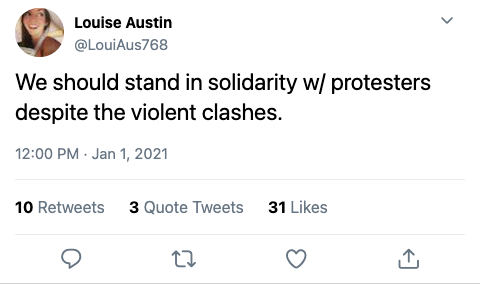 Louise Austin
@LouiAus768
We should stand in solidarity w/ protesters
despite the violent clashes.
12:00 PM · Jan 1, 2021
10 Retweets 3 Quote Tweets 31 Likes